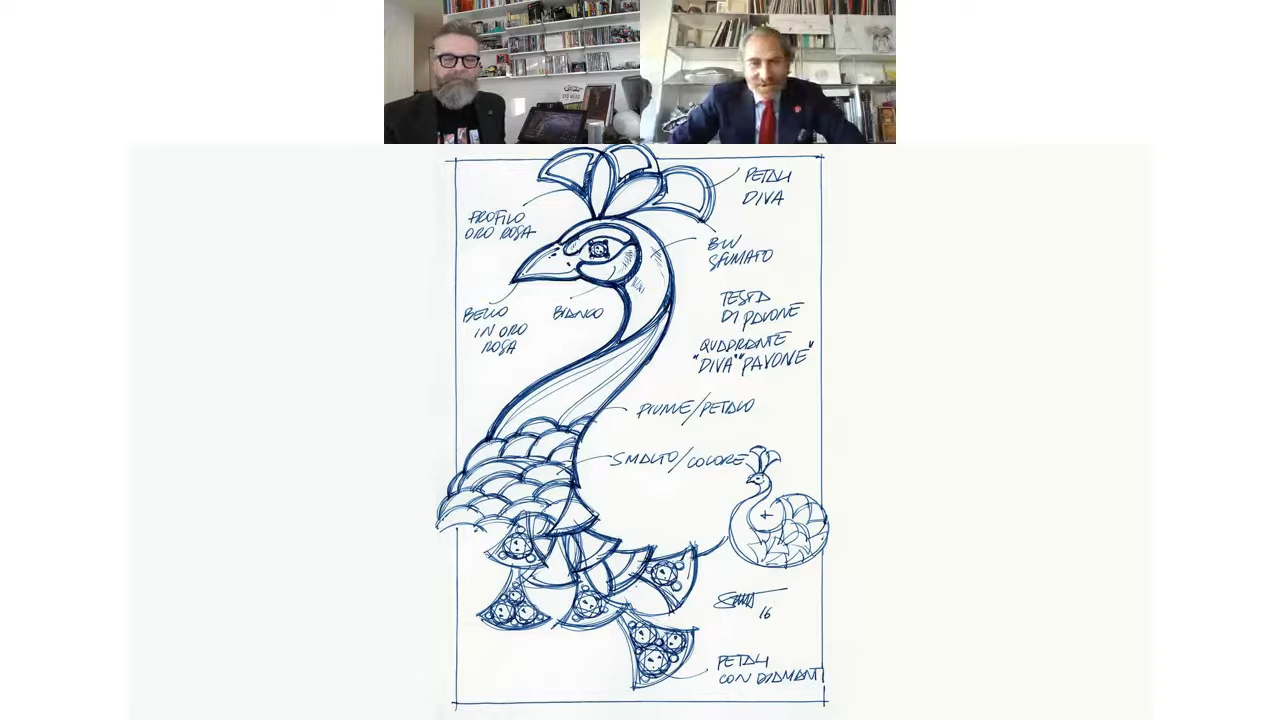 PETALI
DIVA
PROFILO
ORO ROSA
BLU
SFUMATO
BECCO
IN ORO
ROSA
BIANCO
TESTA
DI PAVONE
QUADRANTE
"DIVA" PAVONE"
PIUME/PETALO
SMALTO/COLORE
16
PETALI
CON DIAMANTI